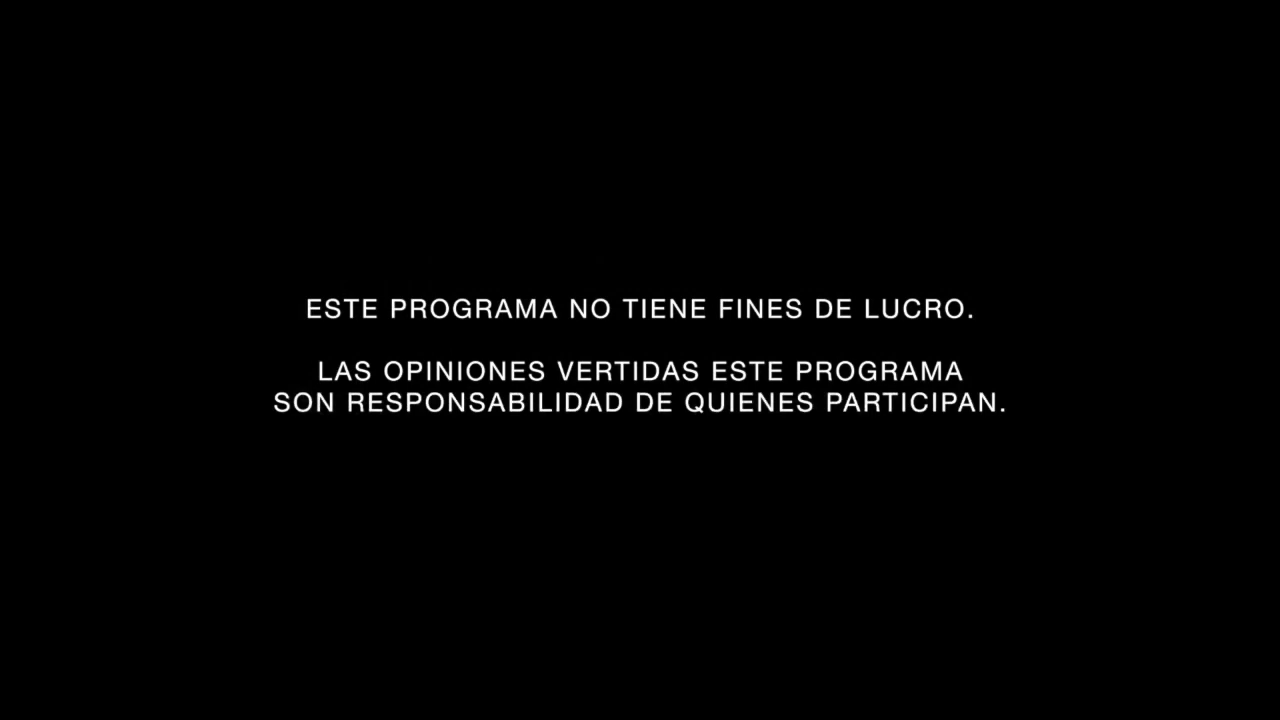 ESTE PROGRAMA NO TIENE FINES DE LUCRO.
LAS OPINIONES VERTIDAS ESTE PROGRAMA
SON RESPONSABILIDAD DE QUIENES PARTICIPAN.